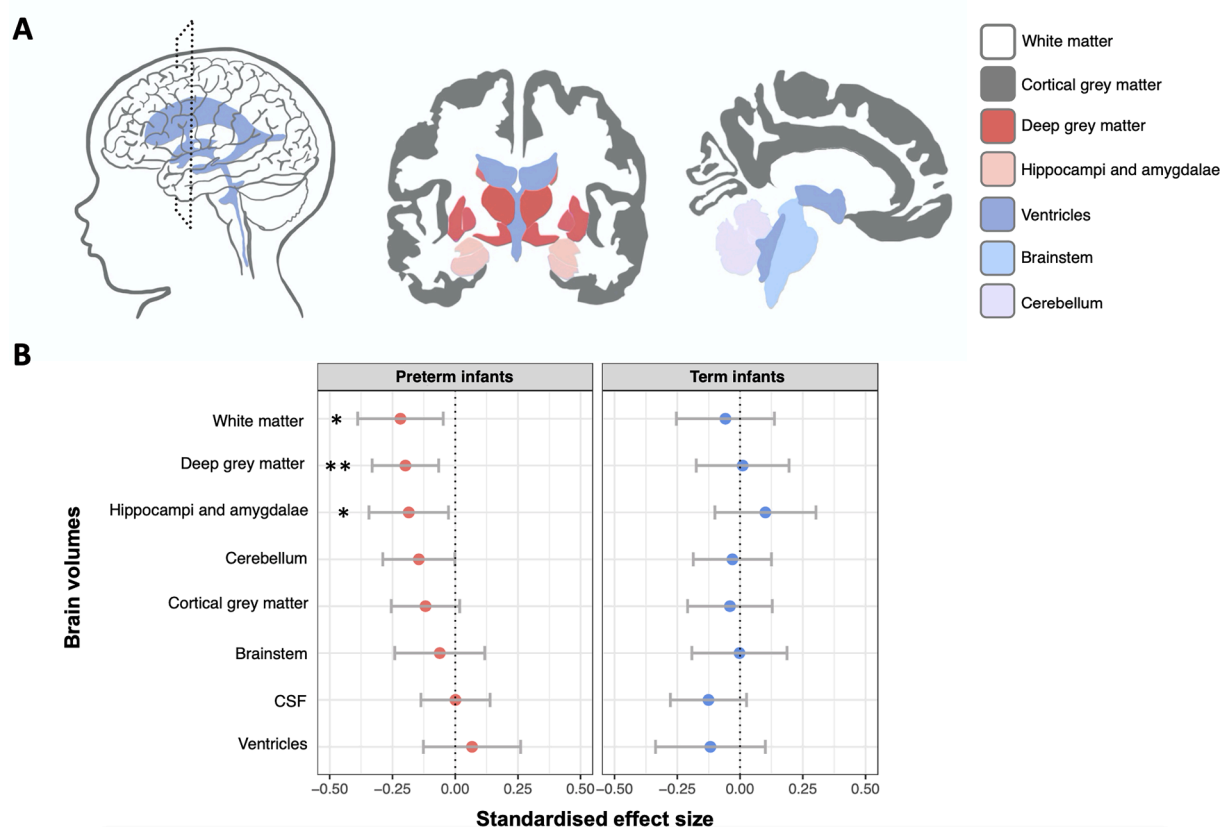 A
White matter
Cortical grey matter
Deep grey matter
Hippocampi and amygdalae
Ventricles
Brainstem
Cerebellum
B
Preterm infants
Term infants
White matter *
Deep grey matter **
Hippocampi and amygdalae *
Cerebellum
Cortical grey matter
Brainstem
CSF
Ventricles
Brain volumes
−0.50 −0.25 0.00 0.25 0.50 −0.50 −0.25 0.00 0.25 0.50
Standardised effect size